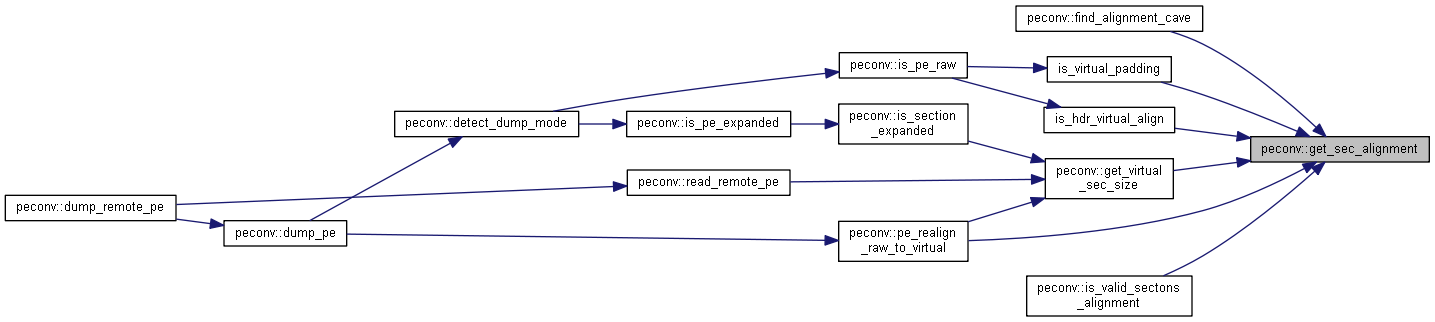 peconv::find_alignment_cave
peconv::is_pe_raw
is_virtual_padding
peconv::detect_dump_mode
peconv::is_pe_expanded
peconv::is_section
_expanded
is_hdr_virtual_align
peconv::get_sec_alignment
peconv::read_remote_pe
peconv::get_virtual
_sec_size
peconv::dump_remote_pe
peconv::dump_pe
peconv::pe_realign
_raw_to_virtual
peconv::is_valid_sectons
_alignment